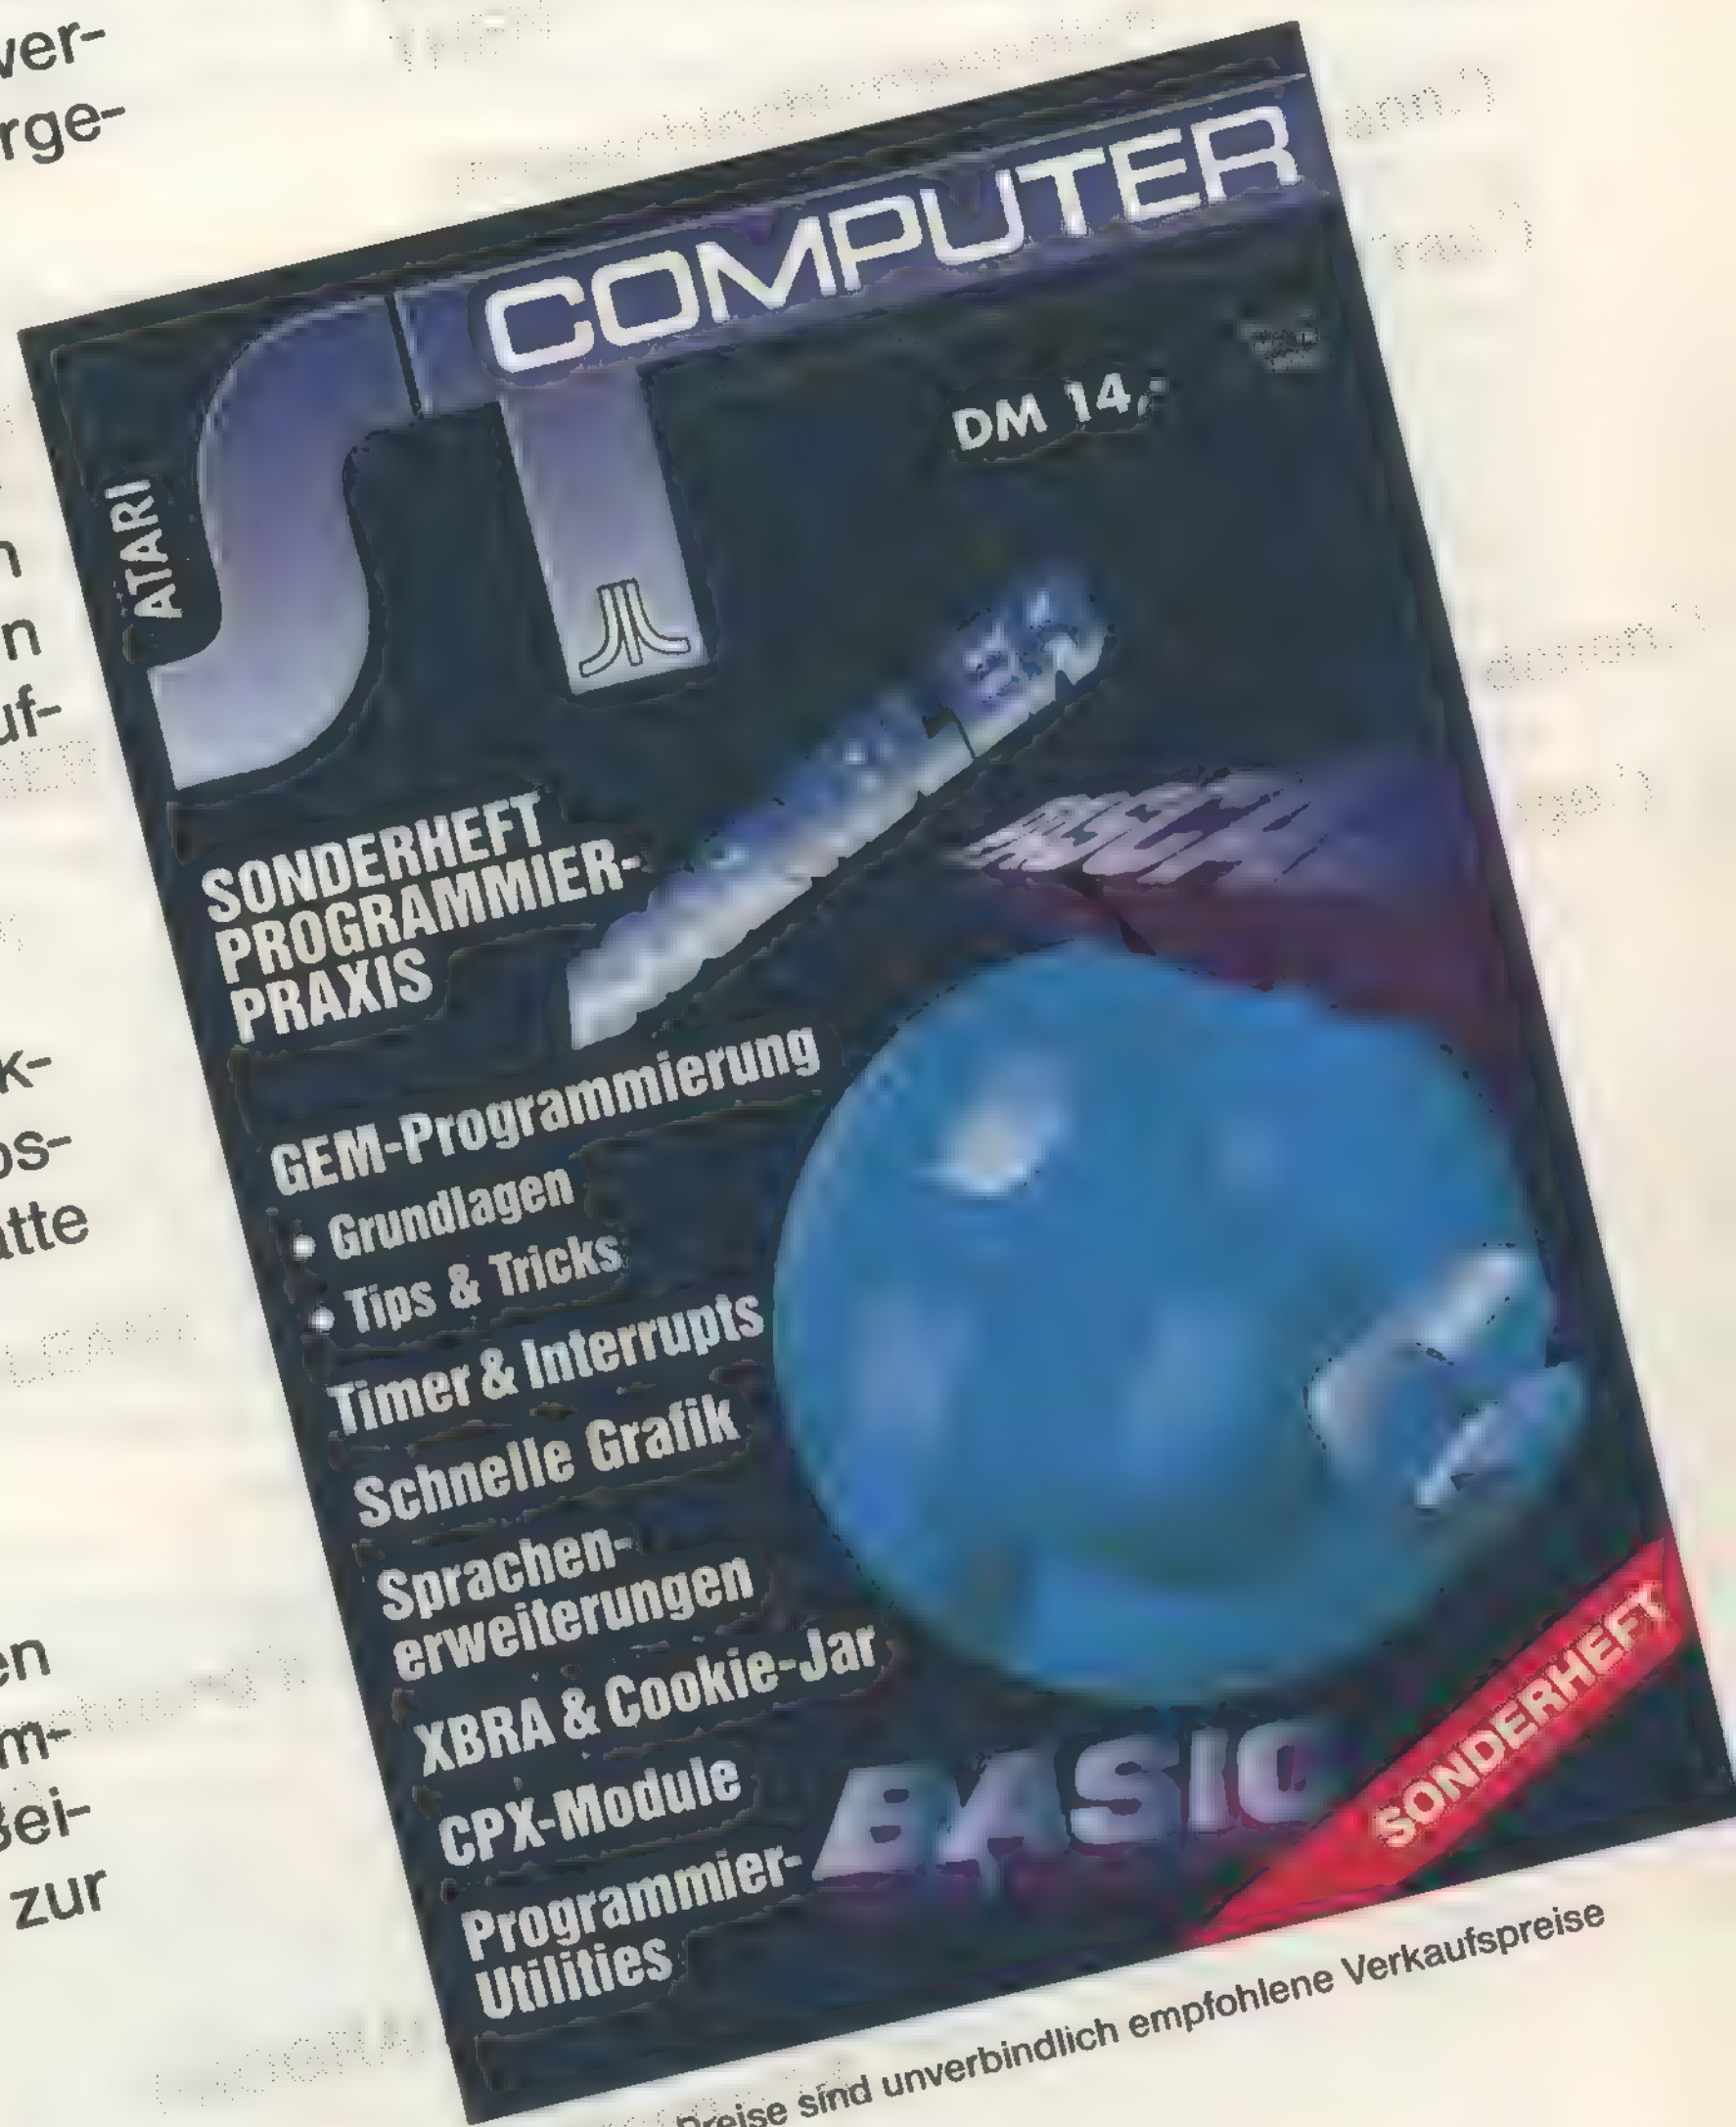 ver-
rge-
n
n
uf-
k-
os-
atte
en
m-
Bei-
zur
ST COMPUTER
ATARI
DM 14,-
SONDERHEFT
PROGRAMMIER-
PRAXIS
GEM-Programmierung
• Grundlagen
• Tips & Tricks
Timer & Interrupts
Schnelle Grafik
Sprachen-
erweiterungen
XBRA & Cookie-Jar
CPX-Module
Programmier-
Utilities
BASIC
SONDERHEFT
Preise sind unverbindlich empfohlene Verkaufspreise